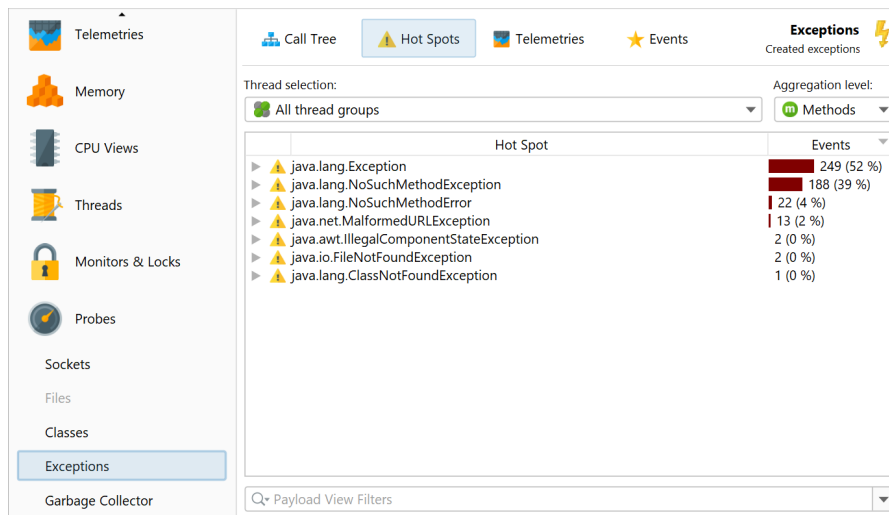 Telemetries
Memory
CPU Views
Threads
Monitors & Locks
Probes
Sockets
Files
Classes
Exceptions
Garbage Collector
Call Tree
Hot Spots
Telemetries
Events
Exceptions
Created exceptions
Thread selection:
All thread groups
Aggregation level:
m Methods
Hot Spot Events
java.lang.Exception 249 (52 %)
java.lang.NoSuchMethodException 188 (39 %)
java.lang.NoSuchMethodError 22 (4 %)
java.net.MalformedURLException 13 (2 %)
java.awt.IllegalComponentStateException 2 (0 %)
java.io.FileNotFoundException 2 (0 %)
java.lang.ClassNotFoundException 1 (0 %)
Payload View Filters